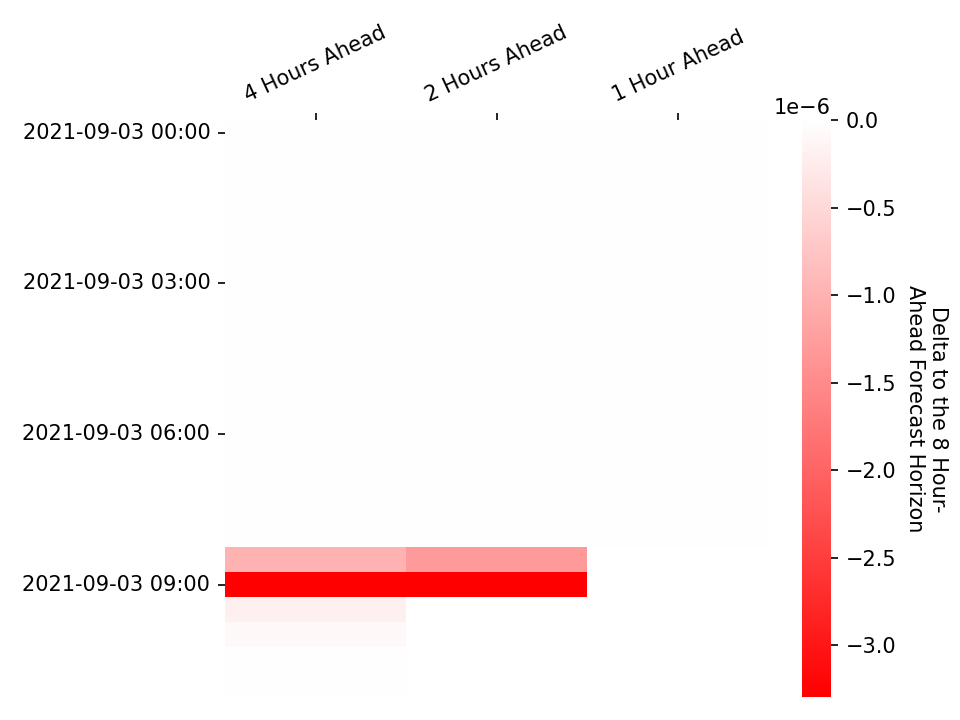 4 Hours Ahead
2 Hours Ahead
1 Hour Ahead
1e−6
2021-09-03 00:00
2021-09-03 03:00
2021-09-03 06:00
2021-09-03 09:00
0.0
−0.5
−1.0
−1.5
−2.0
−2.5
−3.0
Delta to the 8 Hour-
Ahead Forecast Horizon